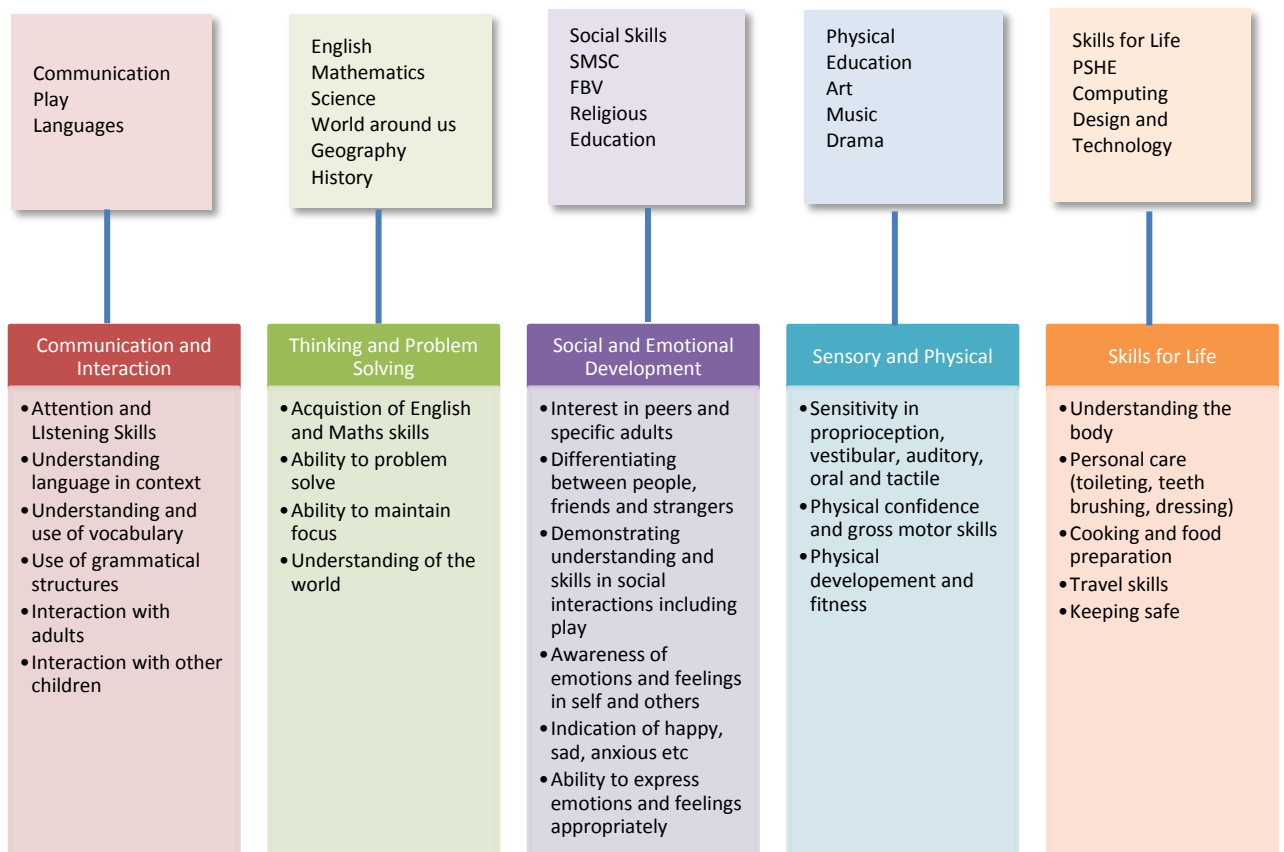 Communication
Play
Languages
English
Mathematics
Science
World around us
Geography
History
Social Skills
SMSC
FBV
Religious
Education
Physical
Education
Art
Music
Drama
Skills for Life
PSHE
Computing
Design and
Technology
Communication and
Interaction
•Attention and
LIstening Skills
•Understanding
language in context
•Understanding and
use of vocabulary
•Use of grammatical
structures
•Interaction with
adults
•Interaction with other
children
Thinking and Problem
Solving
•Acquistion of English
and Maths skills
•Ability to problem
solve
•Ability to maintain
focus
•Understanding of the
world
Social and Emotional
Development
•Interest in peers and
specific adults
•Differentiating
between people,
friends and strangers
•Demonstrating
understanding and
skills in social
interactions including
play
•Awareness of
emotions and feelings
in self and others
•Indication of happy,
sad, anxious etc
•Ability to express
emotions and feelings
appropriately
Sensory and Physical
•Sensitivity in
proprioception,
vestibular, auditory,
oral and tactile
•Physical confidence
and gross motor skills
•Physical
developement and
fitness
Skills for Life
•Understanding the
body
•Personal care
(toileting, teeth
brushing, dressing)
•Cooking and food
preparation
•Travel skills
•Keeping safe